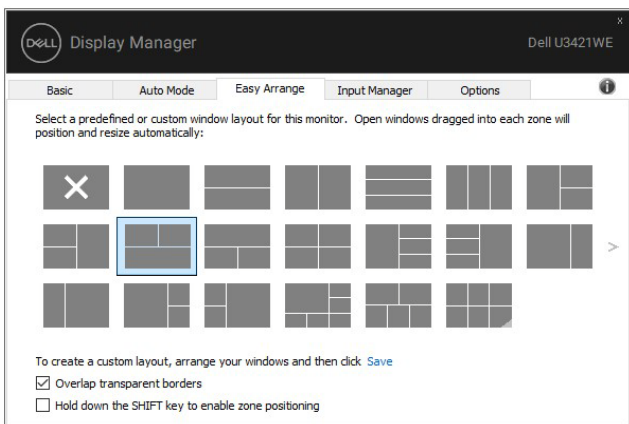 x
DELL Display Manager
Dell U3421WE
Basic Auto Mode Easy Arrange Input Manager Options
Select a predefined or custom window layout for this monitor. Open windows dragged into each zone will
position and resize automatically:
>
To create a custom layout, arrange your windows and then click Save
Overlap transparent borders
Hold down the SHIFT key to enable zone positioning